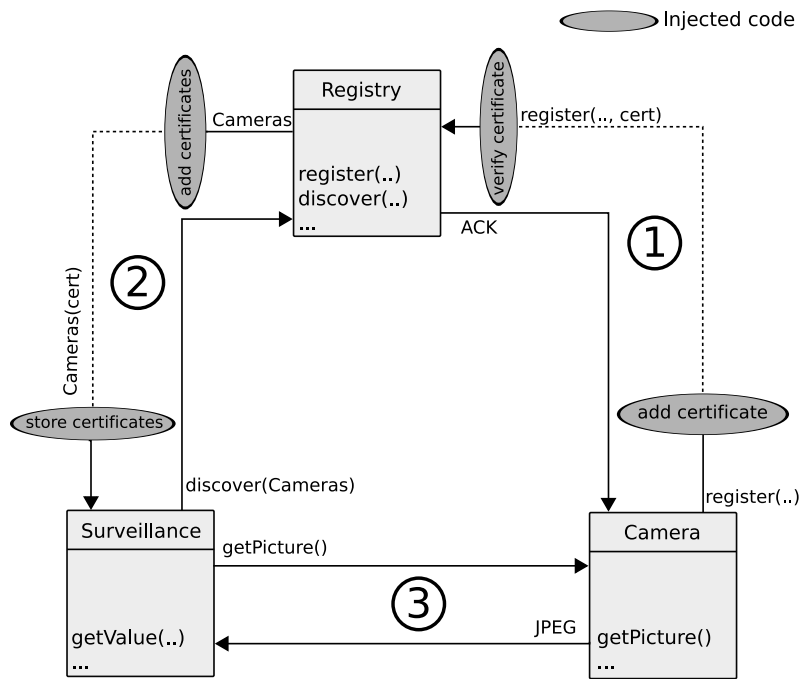 Injected code
add certificates
Cameras
Registry
register(..)
discover(..)
...
verify certificate
register(.., cert)
ACK
1
2
Cameras(cert)
store certificates
add certificate
discover(Cameras)
register(..)
Surveillance
getValue(..)
...
getPicture()
3
JPEG
Camera
getPicture()
...